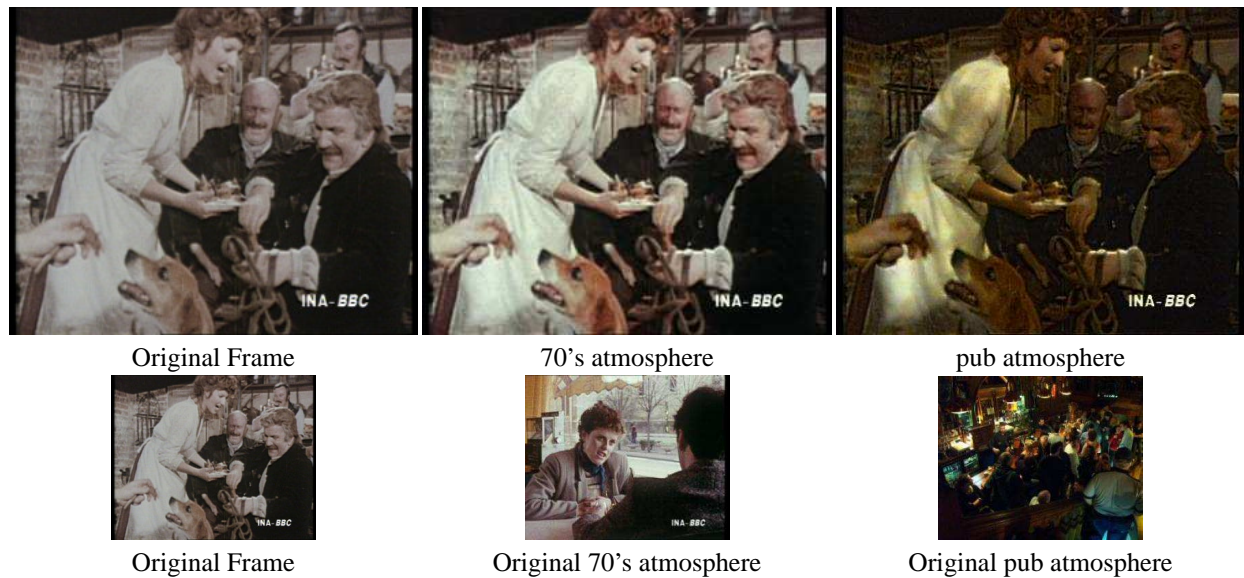 INA-BBC
INA-BBC
INA-BBC
Original Frame
70's atmosphere
pub atmosphere
INA-BBC
INA-BBC
Original Frame
Original 70's atmosphere
Original pub atmosphere